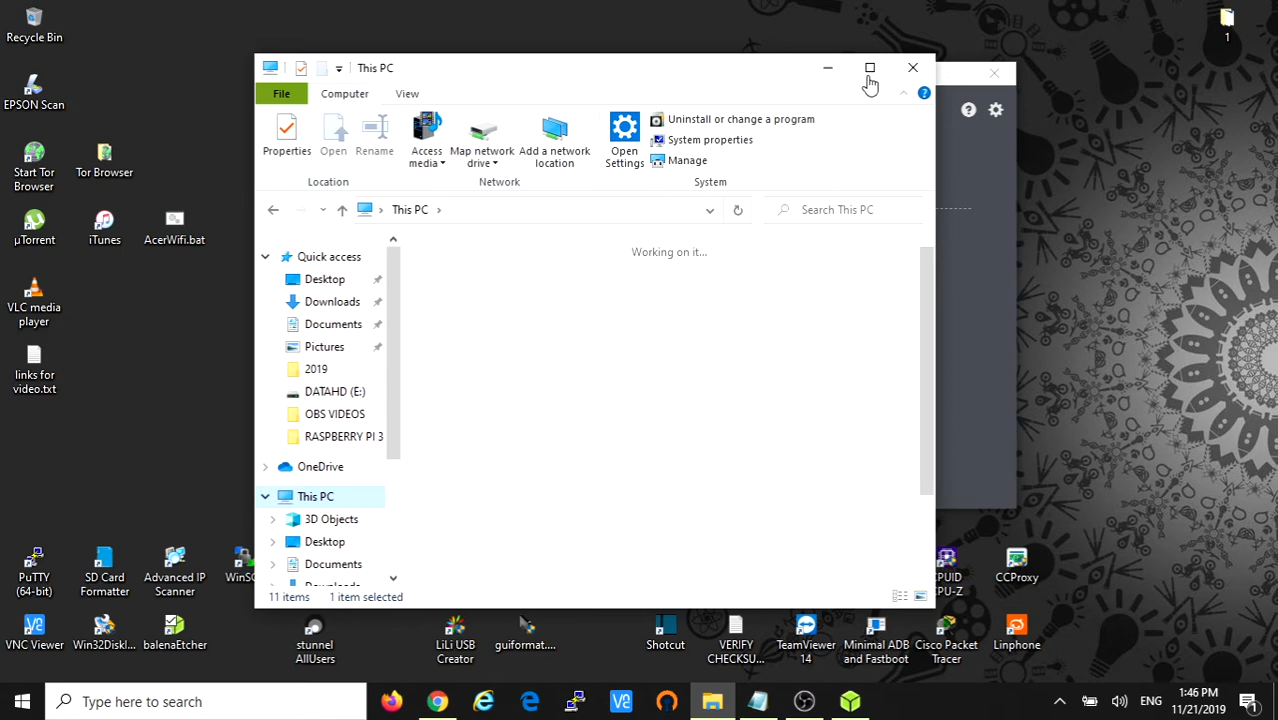 Recycle Bin
1
This PC
EPSON Scan
File
Computer
View
Uninstall or change a program
System properties
Manage
Properties
Open
Rename
Access
media
Map network
drive
Add a network
location
Open
Settings
Location
Network
System
Start Tor
Browser
Tor Browser
This PC
Search This PC
µTorrent
iTunes
AcerWifi.bat
Working on it...
Quick access
Desktop
Downloads
Documents
Pictures
2019
DATAHD (E:)
OBS VIDEOS
RASPBERRY PI 3
OneDrive
This PC
3D Objects
Desktop
Documents
VLC media
player
links for
video.txt
11 items
1 item selected
PuTTY
(64-bit)
SD Card
Formatter
Advanced IP
Scanner
CCProxy
VNC Viewer
Win32Diskl...
balenaEtcher
stunnel
AllUsers
LiLi USB
Creator
guiformat....
Shotcut
VERIFY
CHECKSU...
TeamViewer
14
Minimal ADB
and Fastboot
Cisco Packet
Tracer
Linphone
Type here to search
ENG
1:46 PM
11/21/2019
1